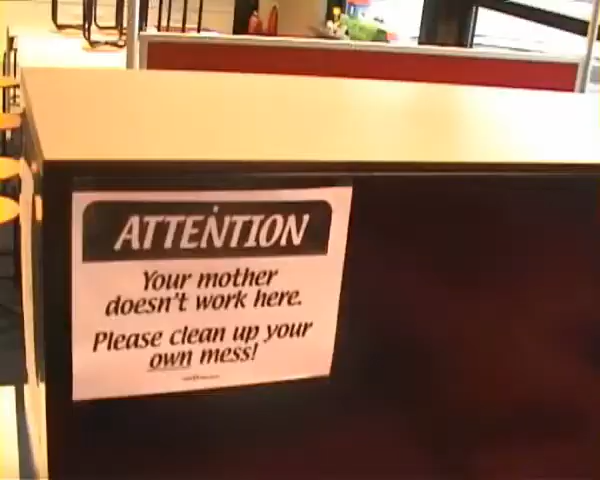 ATTENTION
Your mother
doesn't work here.
Please clean up your
own mess!